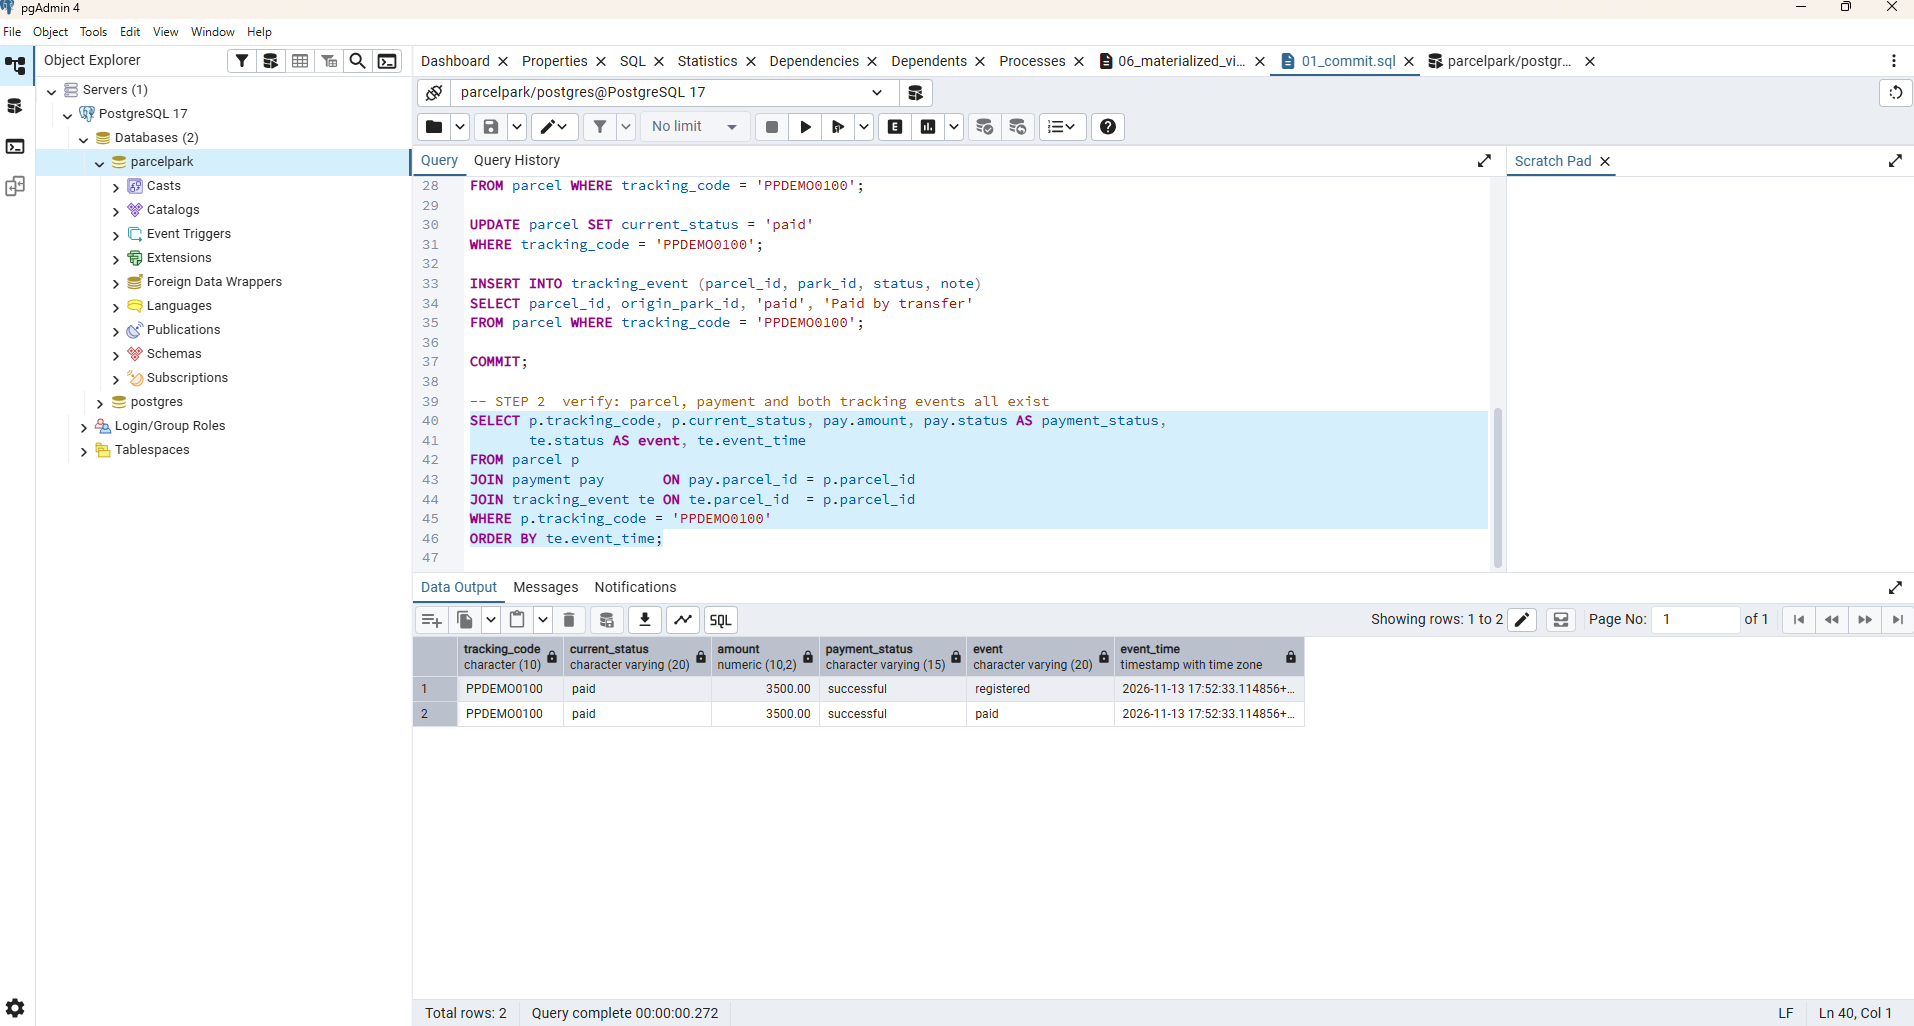 pgAdmin 4
File Object Tools Edit View Window Help
Object Explorer
Servers (1)
PostgreSQL 17
Databases (2)
parcelpark
Casts
Catalogs
Event Triggers
Extensions
Foreign Data Wrappers
Languages
Publications
Schemas
Subscriptions
postgres
Login/Group Roles
Tablespaces
Dashboard Properties SQL Statistics Dependencies Dependents Processes 06_materialized_vi... 01_commit.sql parcelpark/postgr...
parcelpark/postgres@PostgreSQL 17
No limit E
Query Query History
Scratch Pad
28 FROM parcel WHERE tracking_code = 'PPDEMO0100';
29
30 UPDATE parcel SET current_status = 'paid'
31 WHERE tracking_code = 'PPDEMO0100';
32
33 INSERT INTO tracking_event (parcel_id, park_id, status, note)
34 SELECT parcel_id, origin_park_id, 'paid', 'Paid by transfer'
35 FROM parcel WHERE tracking_code = 'PPDEMO0100';
36
37 COMMIT;
38
39 -- STEP 2  verify: parcel, payment and both tracking events all exist
40 SELECT p.tracking_code, p.current_status, pay.amount, pay.status AS payment_status,
41        te.status AS event, te.event_time
42 FROM parcel p
43 JOIN payment pay       ON pay.parcel_id = p.parcel_id
44 JOIN tracking_event te ON te.parcel_id  = p.parcel_id
45 WHERE p.tracking_code = 'PPDEMO0100'
46 ORDER BY te.event_time;
47
Data Output Messages Notifications
SQL Showing rows: 1 to 2 Page No: 1 of 1
tracking_code current_status amount payment_status event event_time
character (10) character varying (20) numeric (10,2) character varying (15) character varying (20) timestamp with time zone
1 PPDEMO0100 paid 3500.00 successful registered 2026-11-13 17:52:33.114856+...
2 PPDEMO0100 paid 3500.00 successful paid 2026-11-13 17:52:33.114856+...
Total rows: 2 Query complete 00:00:00.272 LF Ln 40, Col 1